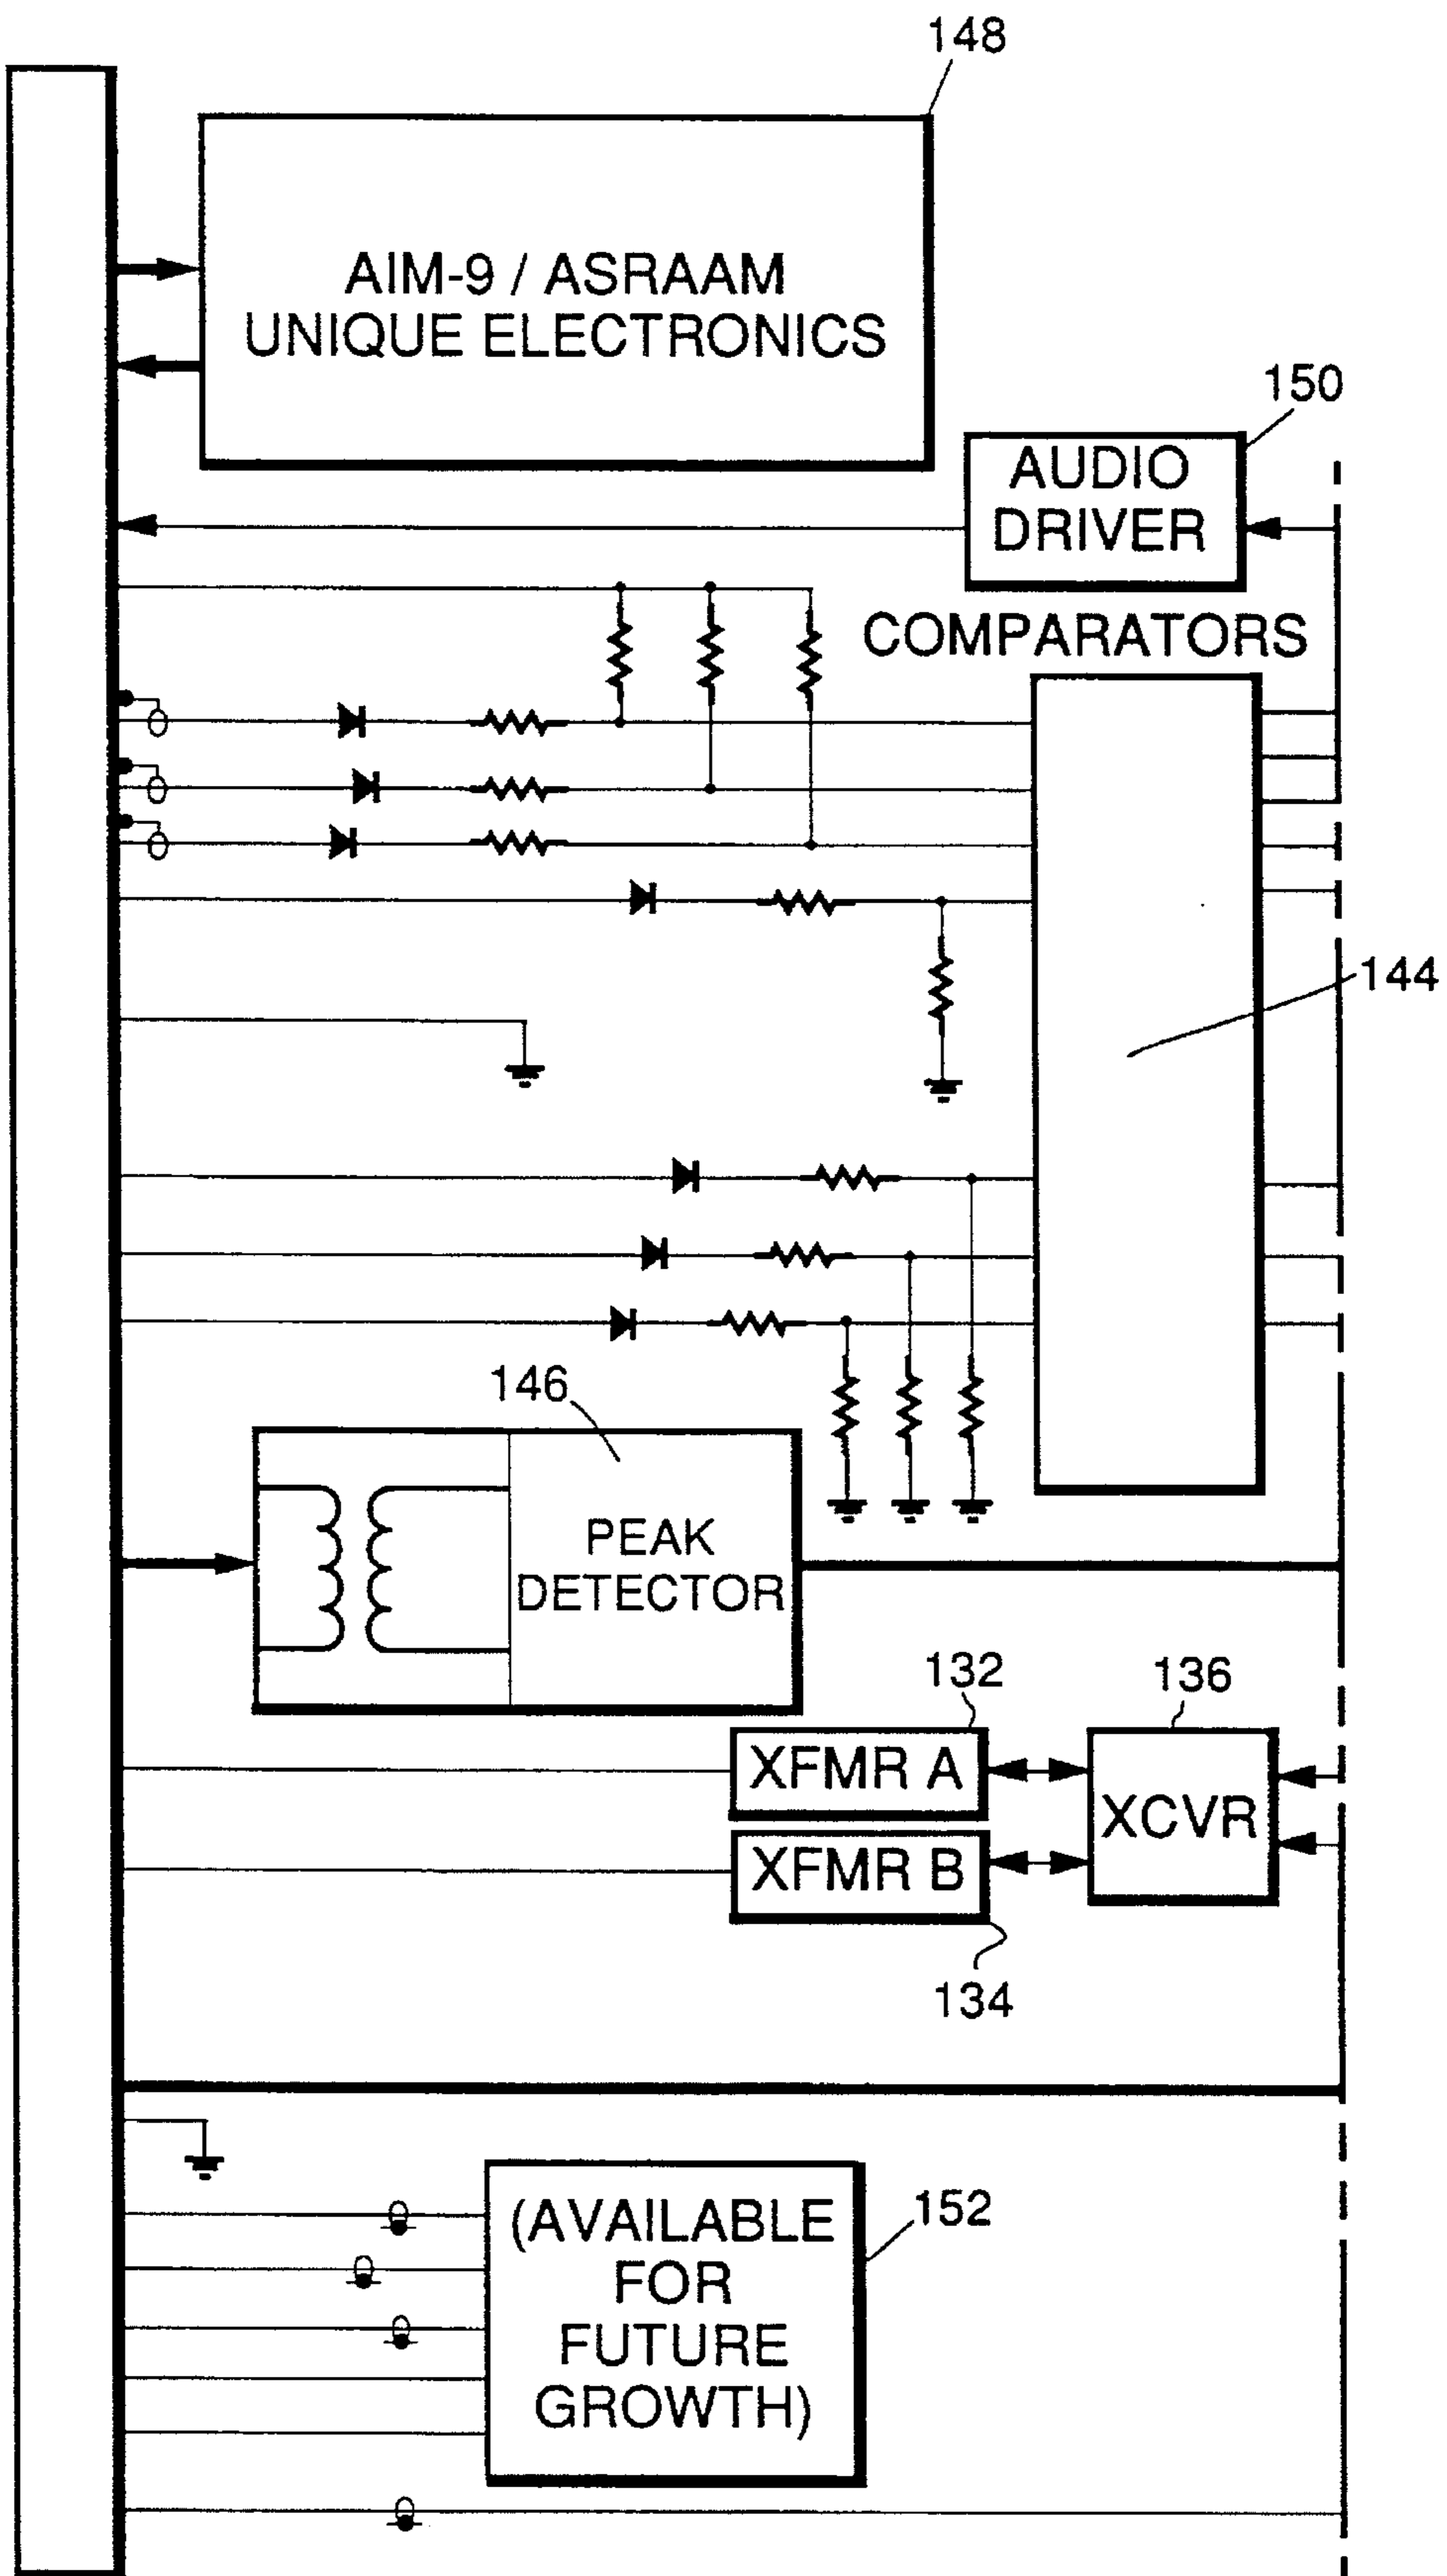 148
AIM-9 / ASRAAM
UNIQUE ELECTRONICS
150
AUDIO
DRIVER
COMPARATORS
144
146
PEAK
DETECTOR
132
136
XFMR A
XCVR
XFMR B
134
152
(AVAILABLE
FOR
FUTURE
GROWTH)